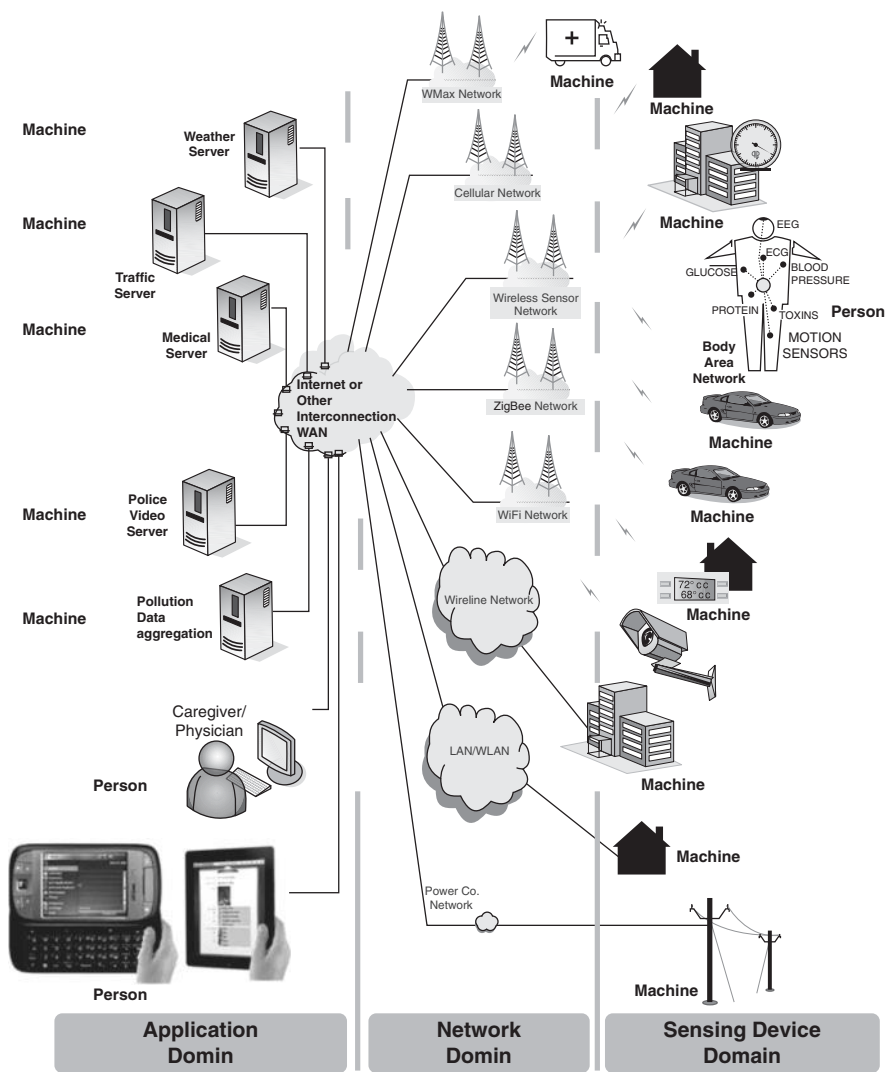 WMax Network
Machine
Machine
Machine
Weather
Server
Cellular Network
Machine
Machine
EEG
ECG
GLUCOSE
BLOOD
PRESSURE
PROTEIN
TOXINS
Person
MOTION
SENSORS
Body
Area
Network
Traffic
Server
Wireless Sensor
Network
Machine
Medical
Server
Internet or
Other
Interconnection
WAN
ZigBee Network
Machine
Machine
Police
Video
Server
WiFi Network
Machine
72° c c
68° c c
Machine
Machine
Pollution
Data
aggregation
Wireline Network
Caregiver/
Physician
Person
LAN/WLAN
Machine
Machine
Power Co.
Network
Machine
Person
Application
Domin
Network
Domin
Sensing Device
Domain